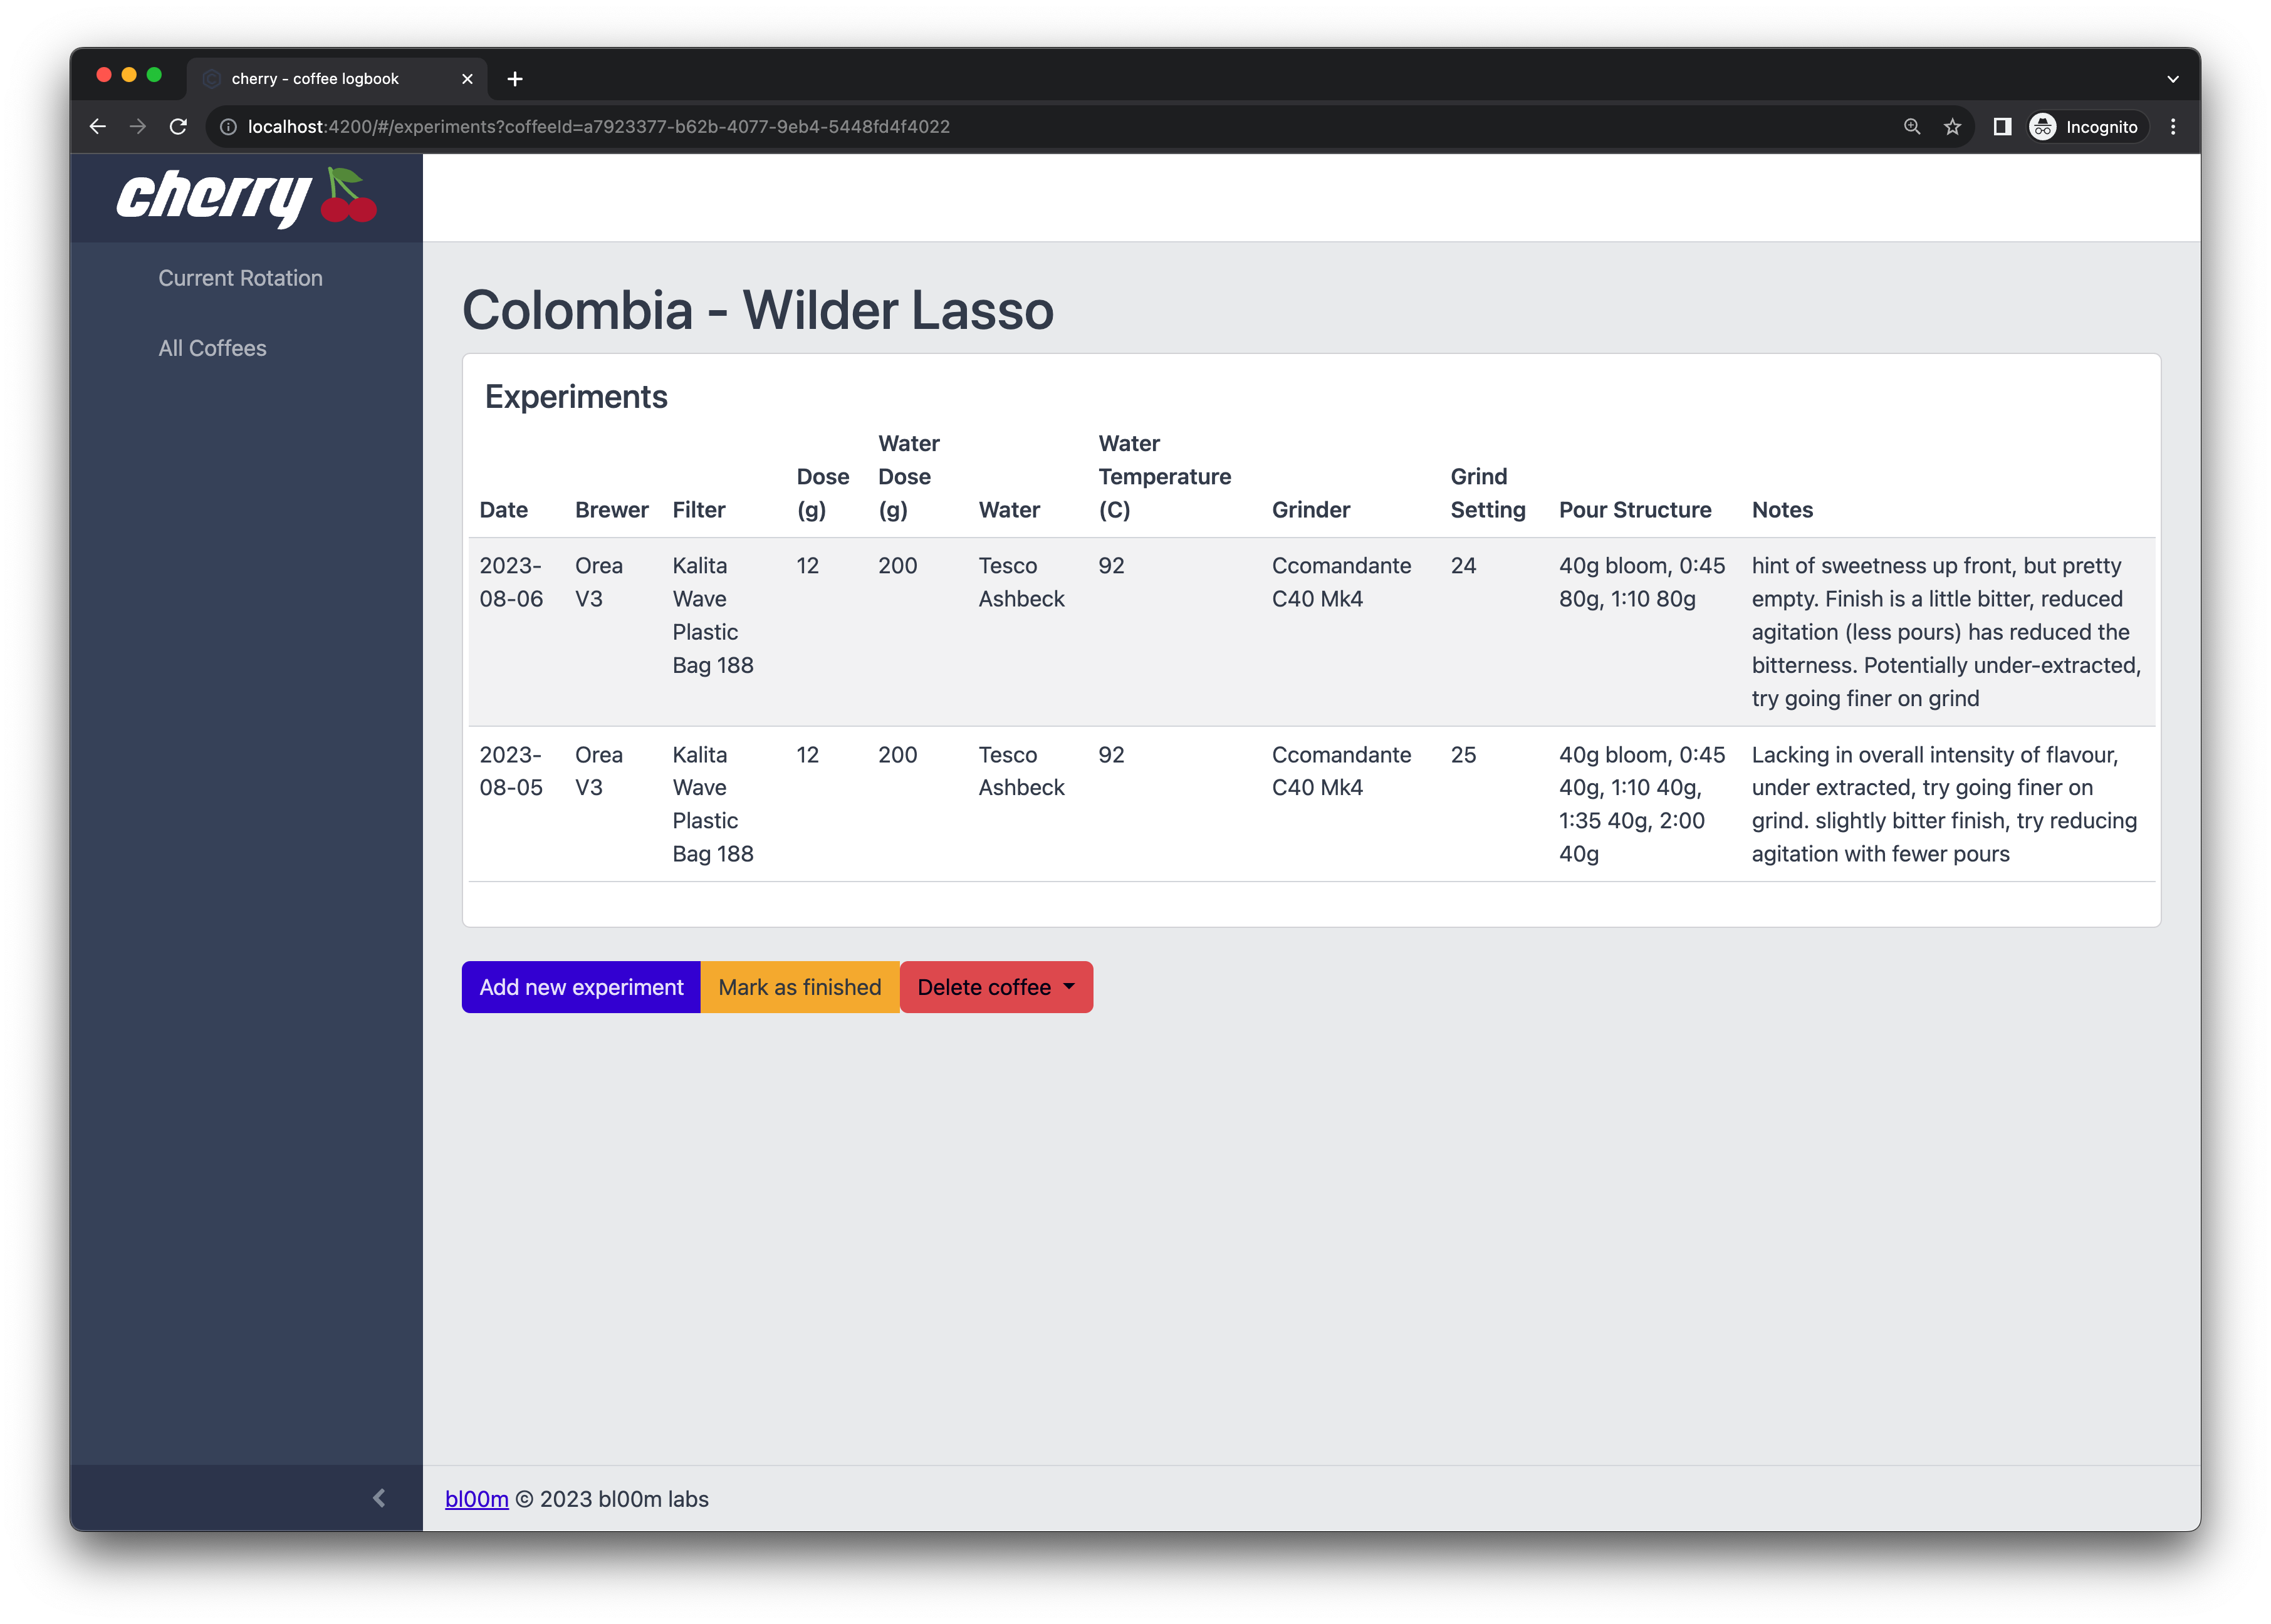 cherry - coffee logbook
localhost:4200/#/experiments?coffeeId=a7923377-b62b-4077-9eb4-5448fd4f4022
Incognito
cherry
Current Rotation
All Coffees
Colombia - Wilder Lasso
Experiments
Date Brewer Filter Dose (g) Water Dose (g) Water Water Temperature (C) Grinder Grind Setting Pour Structure Notes
2023-
08-06
Orea
V3
Kalita
Wave
Plastic
Bag 188
12
200
Tesco
Ashbeck
92
Ccomandante
C40 Mk4
24
40g bloom, 0:45
80g, 1:10 80g
hint of sweetness up front, but pretty
empty. Finish is a little bitter, reduced
agitation (less pours) has reduced the
bitterness. Potentially under-extracted,
try going finer on grind
2023-
08-05
Orea
V3
Kalita
Wave
Plastic
Bag 188
12
200
Tesco
Ashbeck
92
Ccomandante
C40 Mk4
25
40g bloom, 0:45
40g, 1:10 40g,
1:35 40g, 2:00
40g
Lacking in overall intensity of flavour,
under extracted, try going finer on
grind. slightly bitter finish, try reducing
agitation with fewer pours
Add new experiment
Mark as finished
Delete coffee
bl00m © 2023 bl00m labs